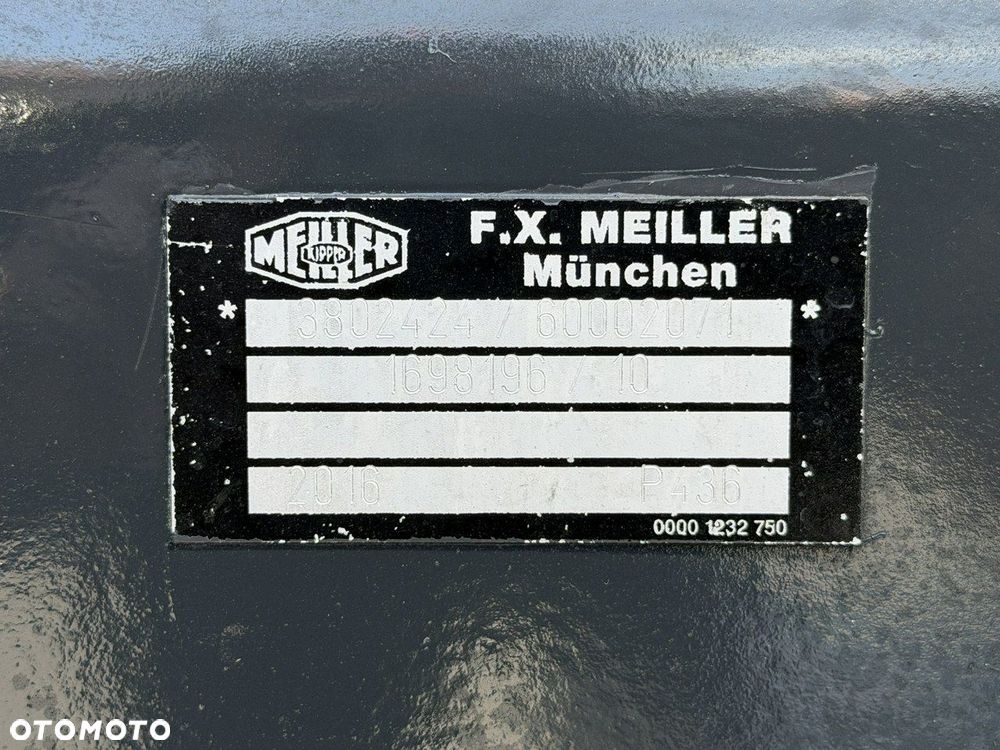 MEILLER
KIPPER
F.X. MEILLER
München
* 3802424 / 60002071 *
1698196 / 10
2016 P436
0000 1232 750
OTOMOTO